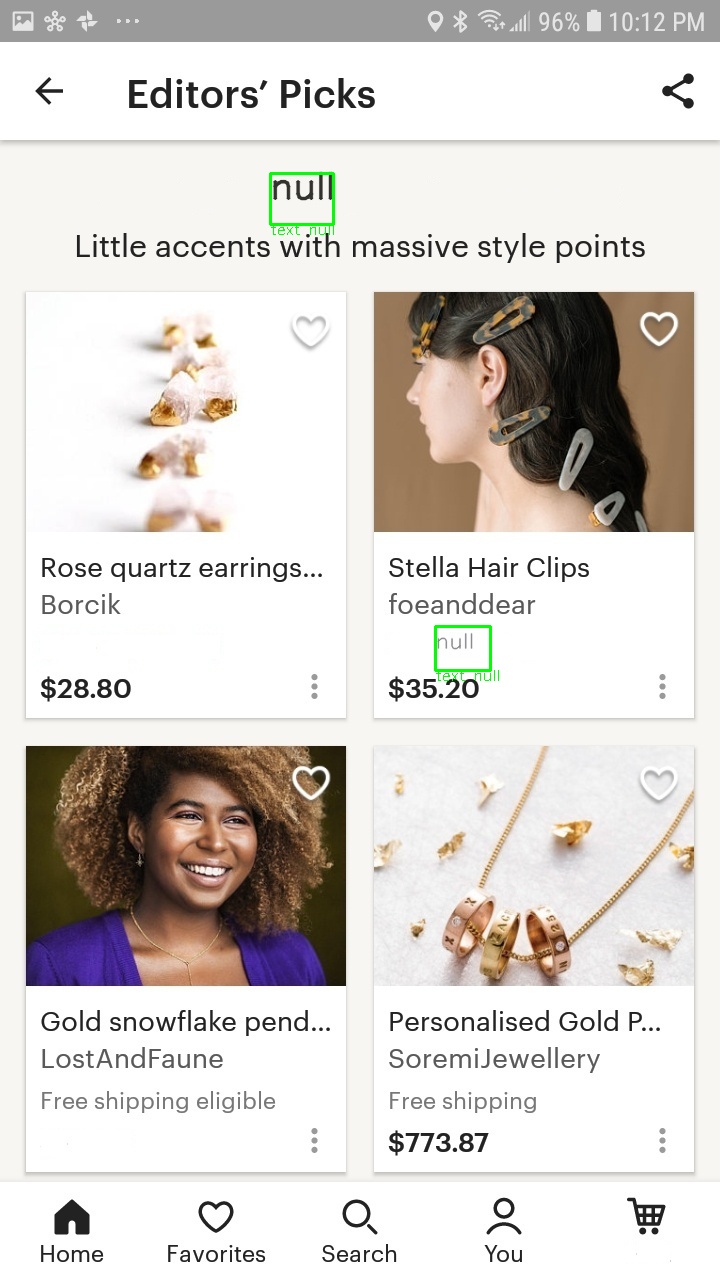 96% 10:12 PM
Editors’ Picks
null
text_null
Little accents with massive style points
Rose quartz earrings...
Borcik
$28.80
Stella Hair Clips
foeanddear
null
text_null
$35.20
Gold snowflake pend...
LostAndFaune
Free shipping eligible
Personalised Gold P...
SoremiJewellery
Free shipping
$773.87
Home Favorites Search You